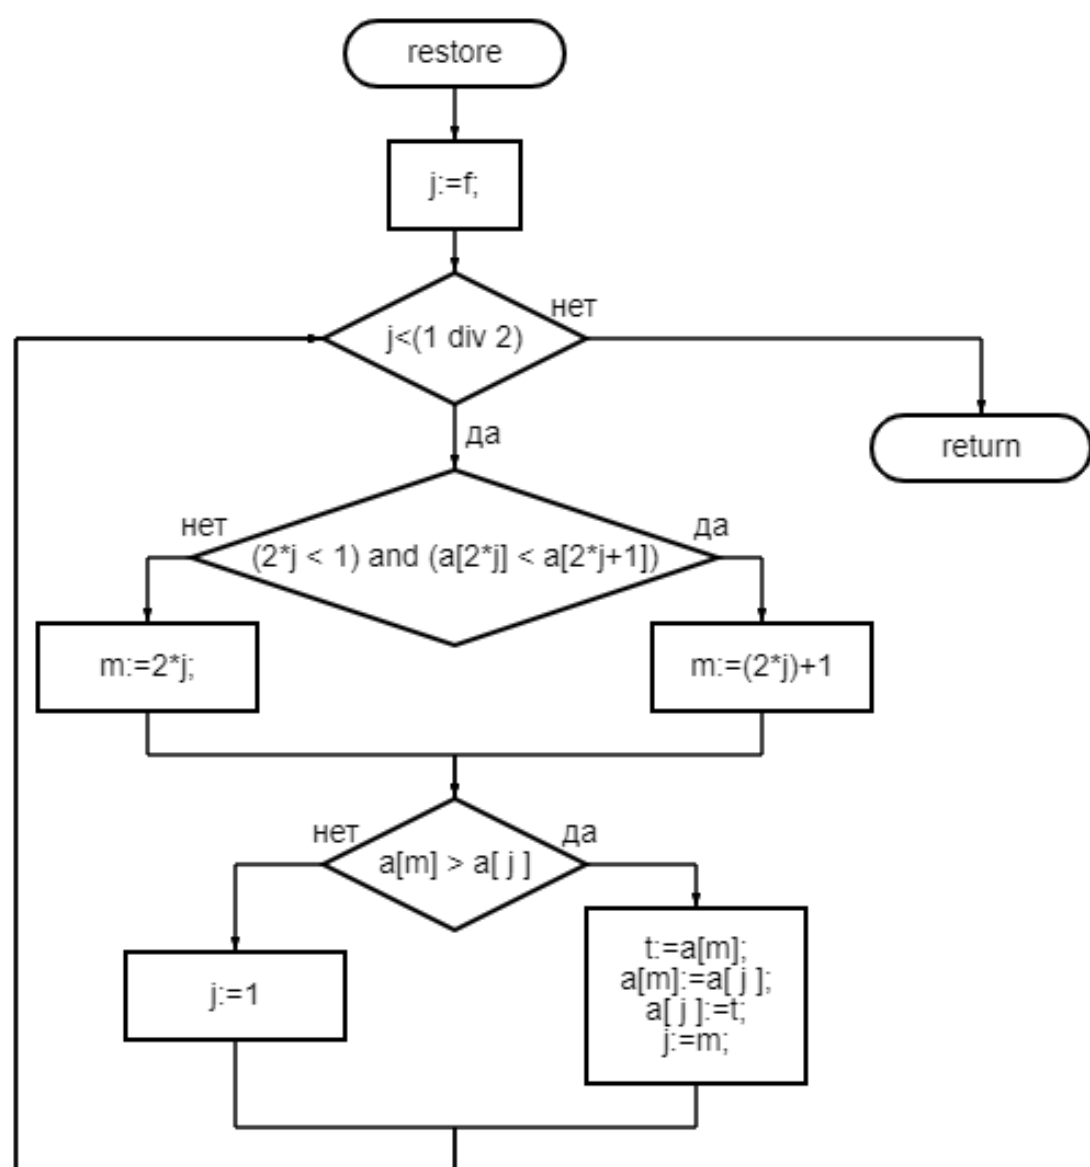 restore
j:=f;
j<(1 div 2)
нет
да
return
нет
(2*j < 1) and (a[2*j] < a[2*j+1])
да
m:=2*j;
m:=(2*j)+1
нет
a[m] > a[ j ]
да
j:=1
t:=a[m];
a[m]:=a[ j ];
a[ j ]:=t;
j:=m;